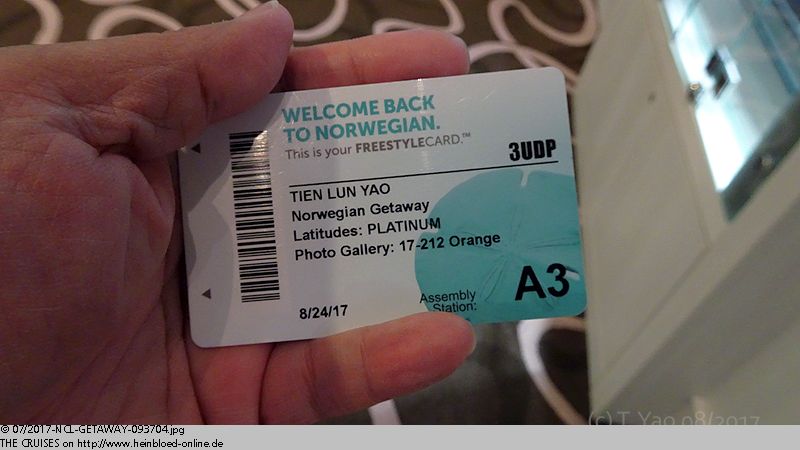 WELCOME BACK
TO NORWEGIAN.
This is your FREESTYLECARD.™
3UDP
TIEN LUN YAO
Norwegian Getaway
Latitudes: PLATINUM
Photo Gallery: 17-212 Orange
8/24/17
Assembly
Station:
A3
(c) T. Yao 08/2017
© 07/2017-NCL-GETAWAY-093704.jpg
THE CRUISES on http://www.heinbloed-online.de